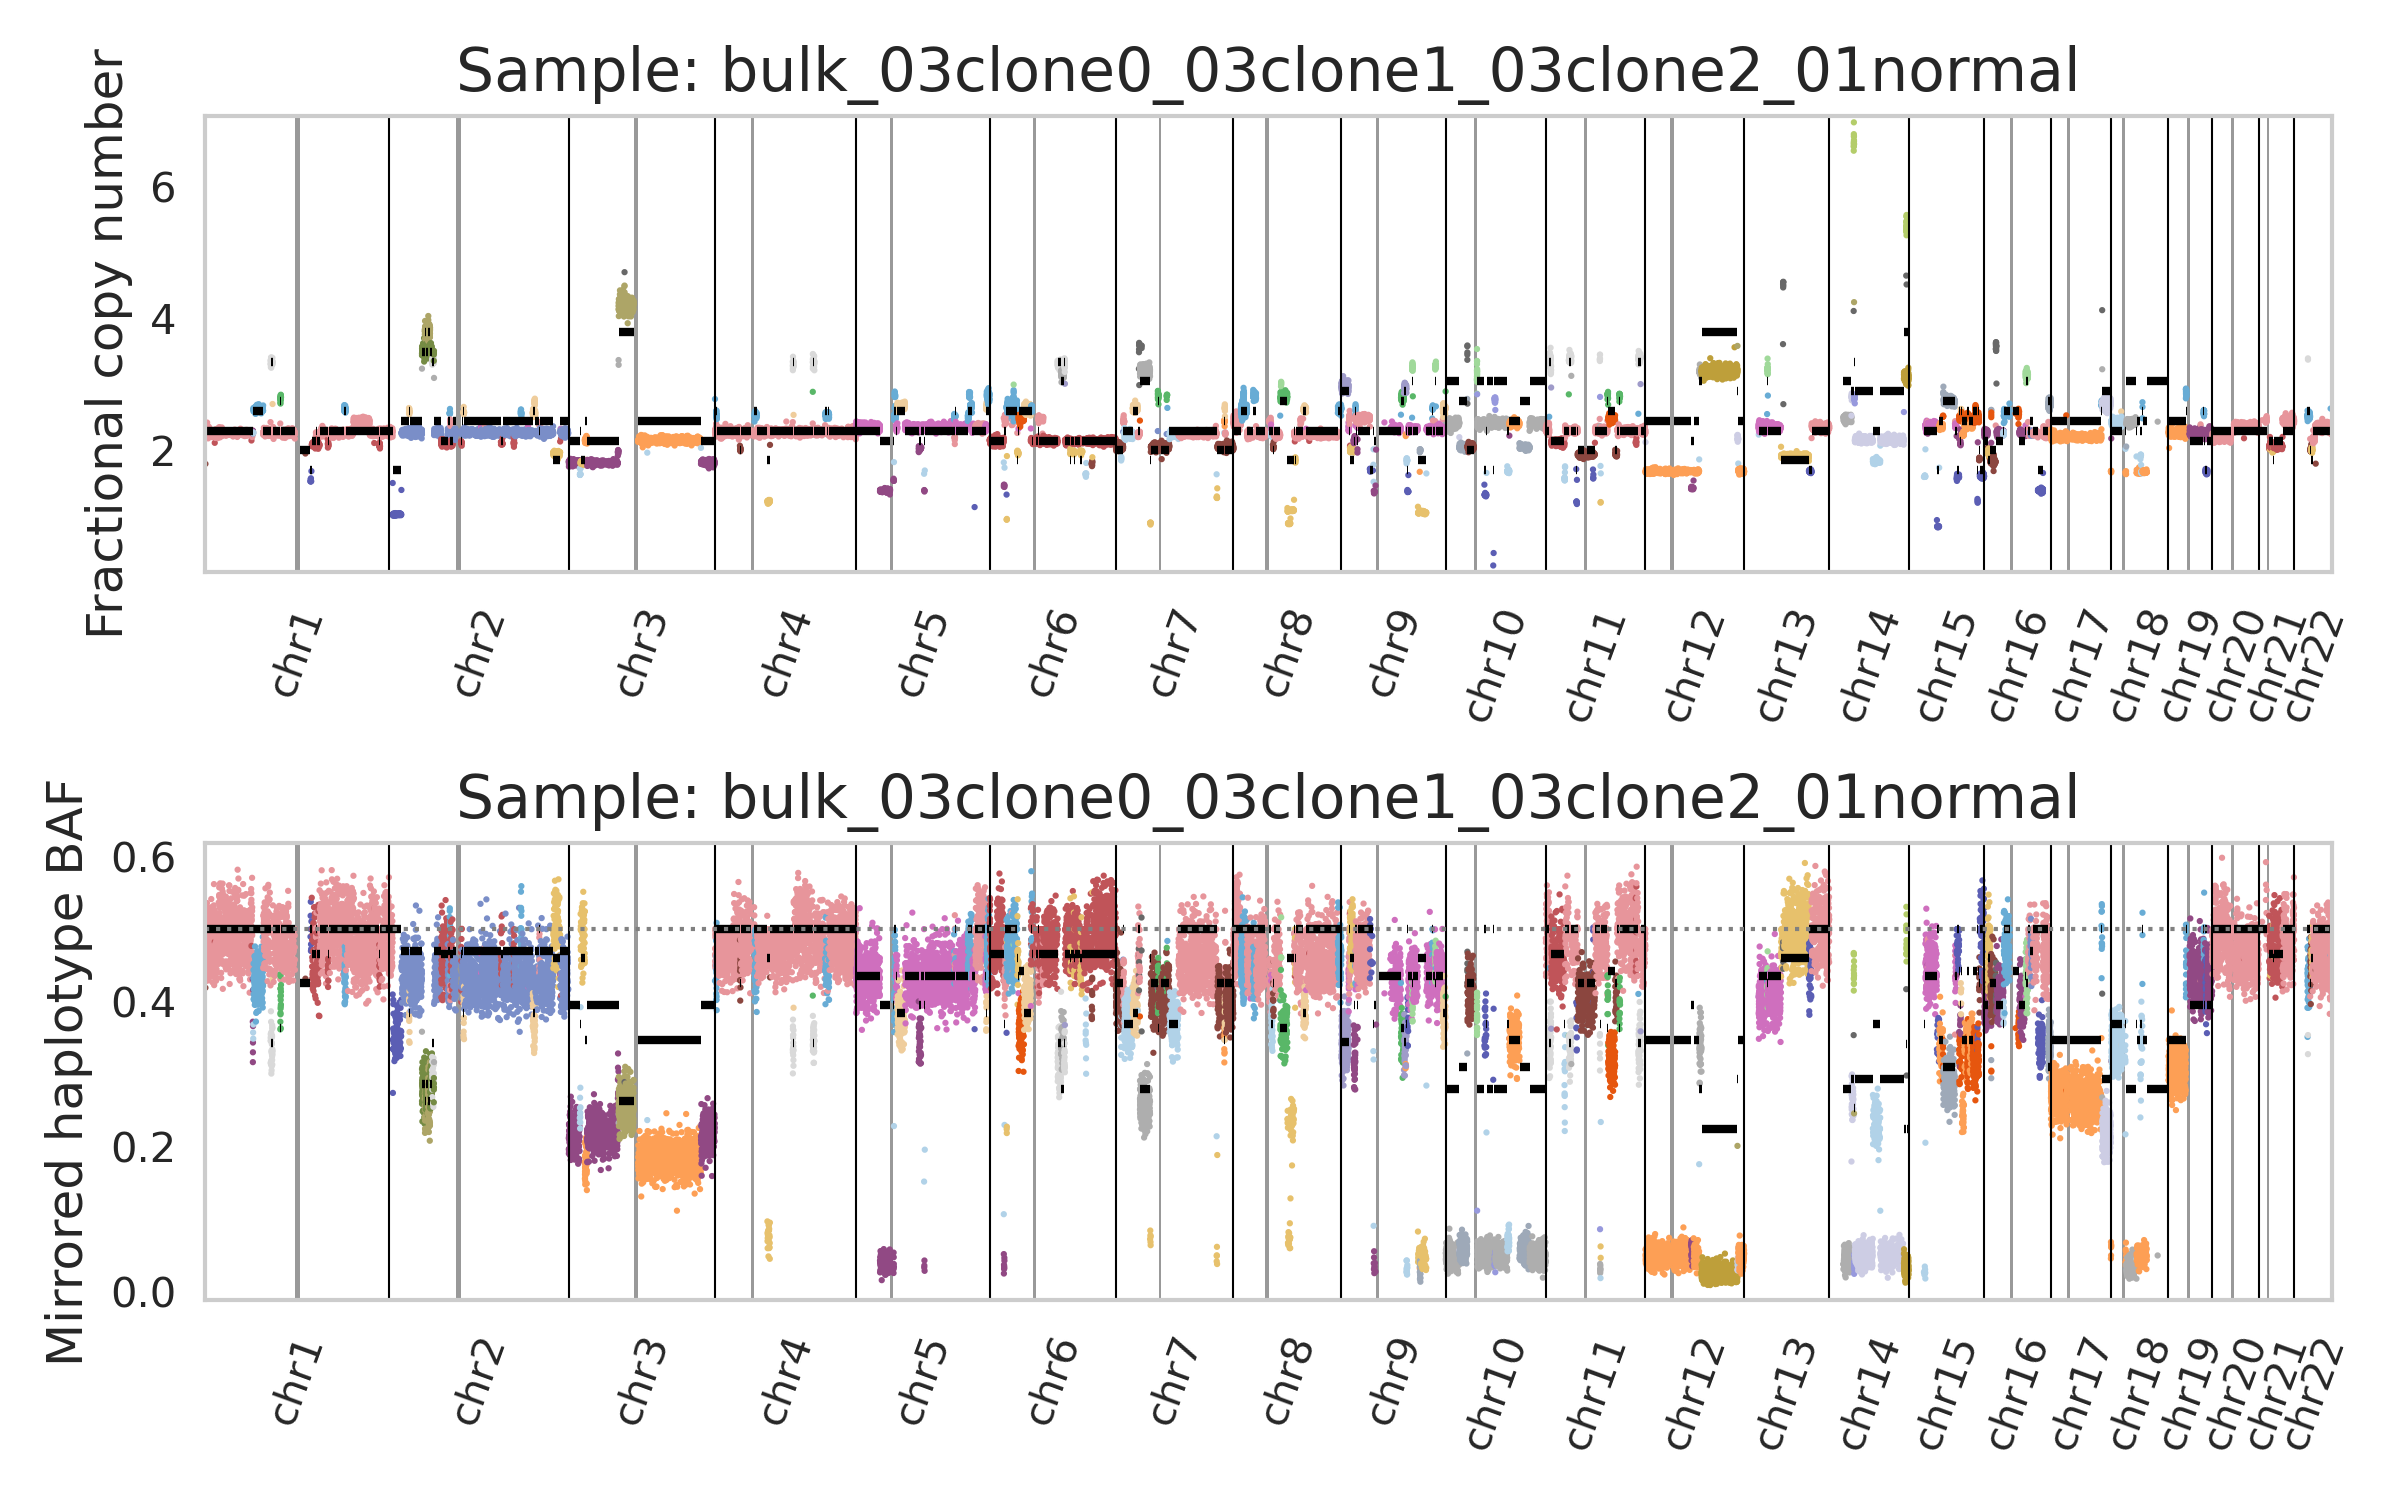 Sample: bulk_03clone0_03clone1_03clone2_01normal
Fractional copy number
6
4
2
chr1 chr2 chr3 chr4 chr5 chr6 chr7 chr8 chr9 chr10 chr11 chr12 chr13 chr14 chr15 chr16 chr17 chr18 chr19 chr20 chr21 chr22
Sample: bulk_03clone0_03clone1_03clone2_01normal
Mirrored haplotype BAF
0.6
0.4
0.2
0.0
chr1 chr2 chr3 chr4 chr5 chr6 chr7 chr8 chr9 chr10 chr11 chr12 chr13 chr14 chr15 chr16 chr17 chr18 chr19 chr20 chr21 chr22